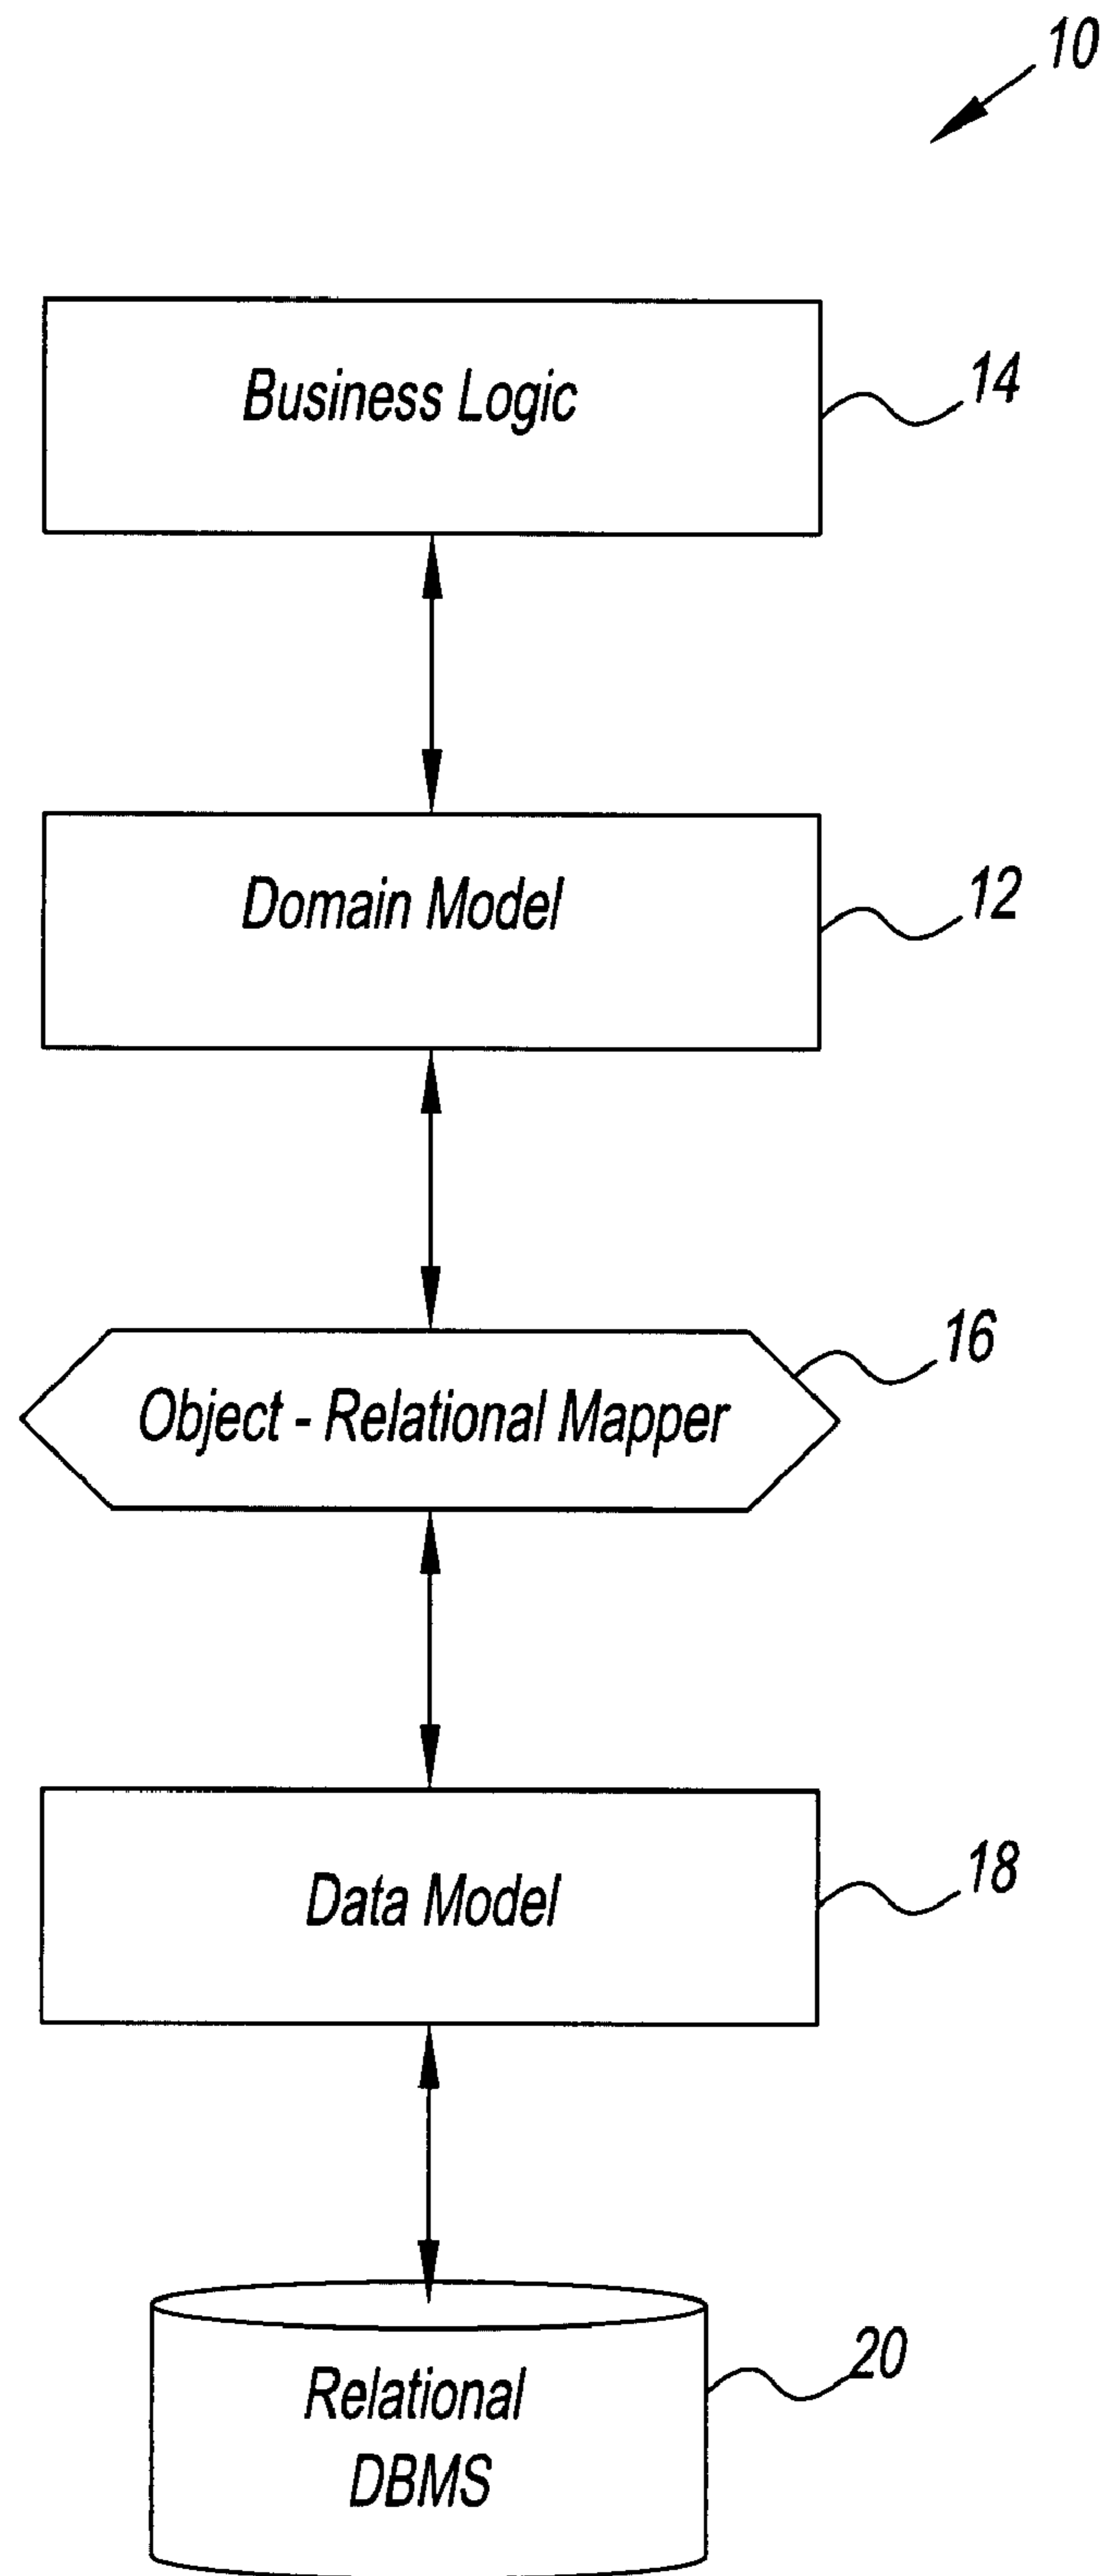 10
Business Logic
14
Domain Model
12
Object - Relational Mapper
16
Data Model
18
Relational
DBMS
20